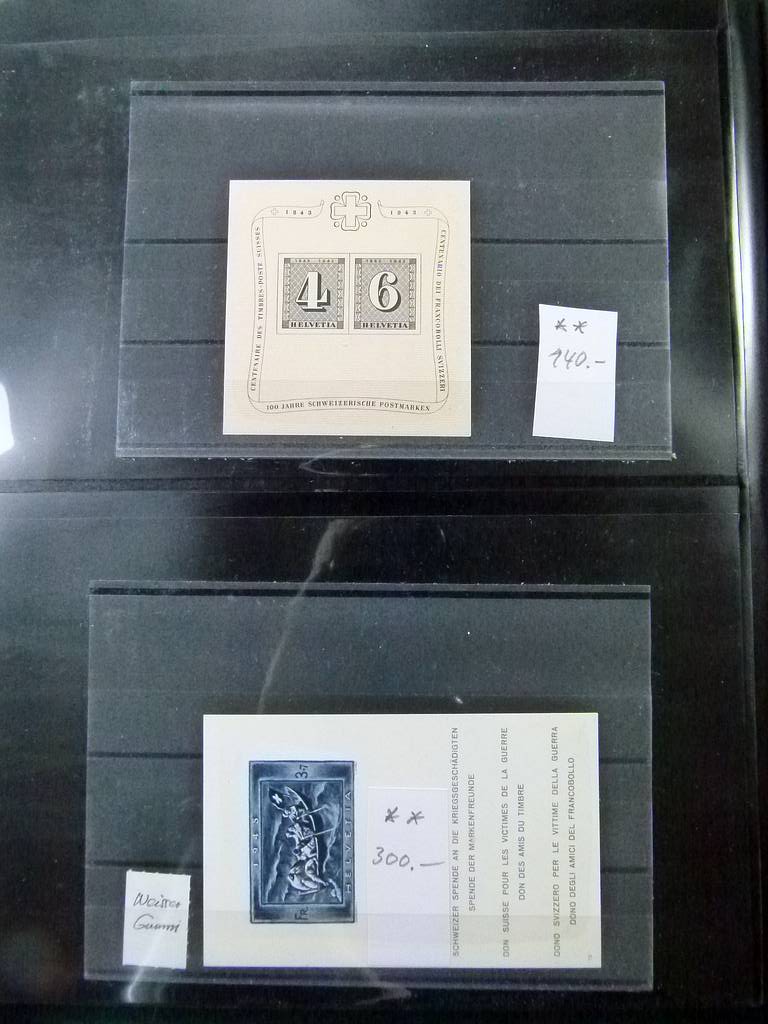 1843 1943
CENTENAIRE DES TIMBRES-POSTE SUISSES
CENTENARIO DEI FRANCOBOLLI SVIZZERI
4 6
HELVETIA HELVETIA
100 JAHRE SCHWEIZERISCHE POSTMARKEN
**
140.-
1945
HELVETIA
FR. 3.-
**
300.-
SCHWEIZER SPENDE AN DIE KRIEGSGESCHÄDIGTEN
SPENDE DER MARKENFREUNDE
DON SUISSE POUR LES VICTIMES DE LA GUERRE
DON DES AMIS DU TIMBRE
DONO SVIZZERO PER LE VITTIME DELLA GUERRA
DONO DEGLI AMICI DEL FRANCOBOLLO
Weisser
Gummi